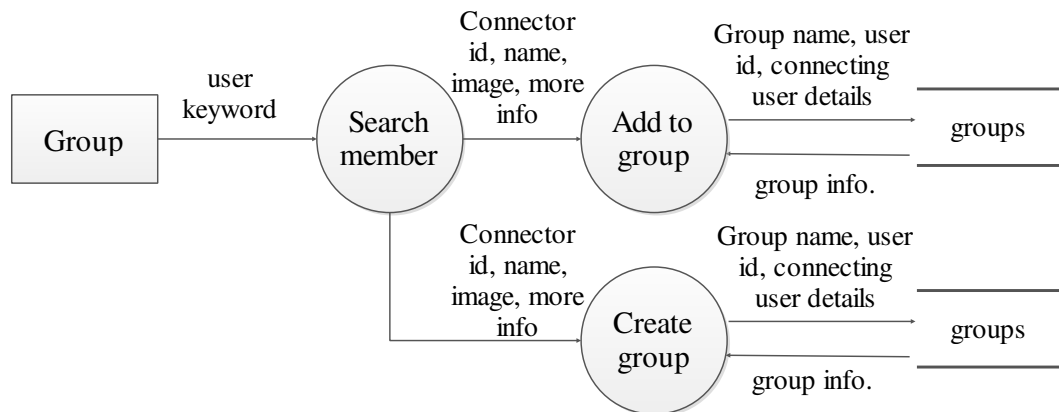 Group
user
keyword
Search
member
Connector
id, name,
image, more
info
Add to
group
Group name, user
id, connecting
user details
groups
group info.
Connector
id, name,
image, more
info
Create
group
Group name, user
id, connecting
user details
groups
group info.